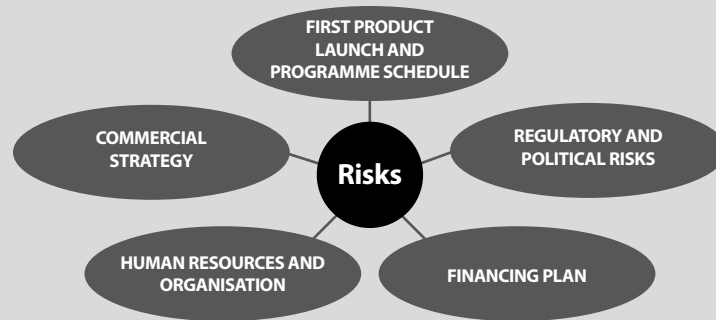 FIRST PRODUCT
LAUNCH AND
PROGRAMME SCHEDULE
COMMERCIAL
STRATEGY
REGULATORY AND
POLITICAL RISKS
Risks
HUMAN RESOURCES AND
ORGANISATION
FINANCING PLAN